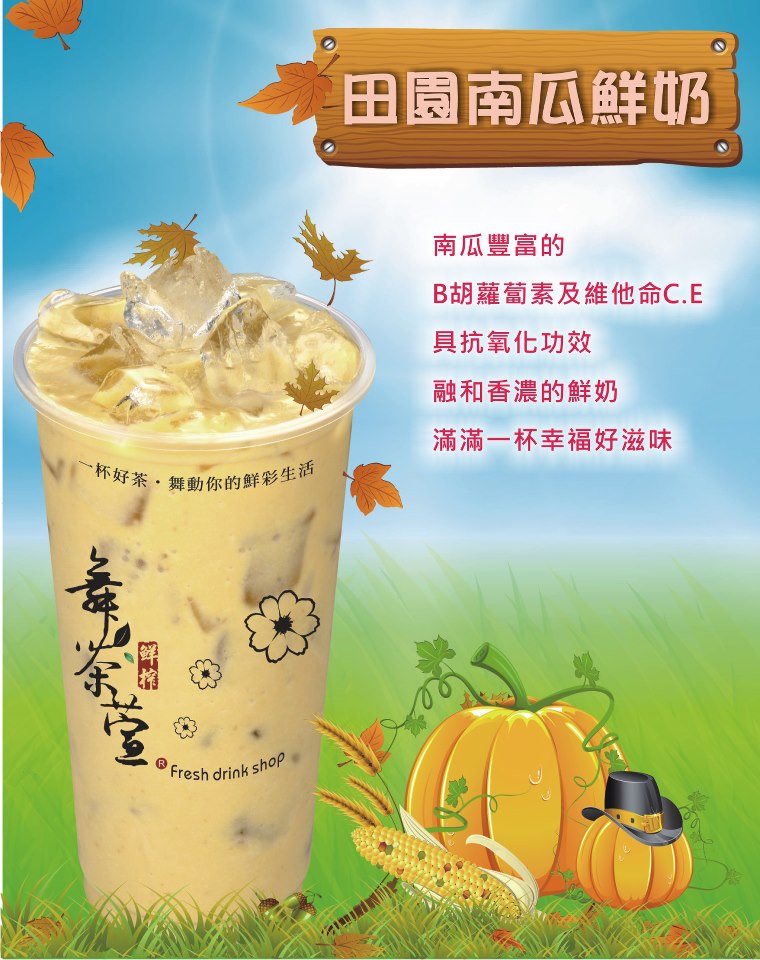 田園南瓜鮮奶
南瓜豐富的
B胡蘿蔔素及維他命C.E
具抗氧化功效
融和香濃的鮮奶
滿滿一杯幸福好滋味
一杯好茶・舞動你的鮮彩生活
舞茶萱
鮮榨
® Fresh drink shop